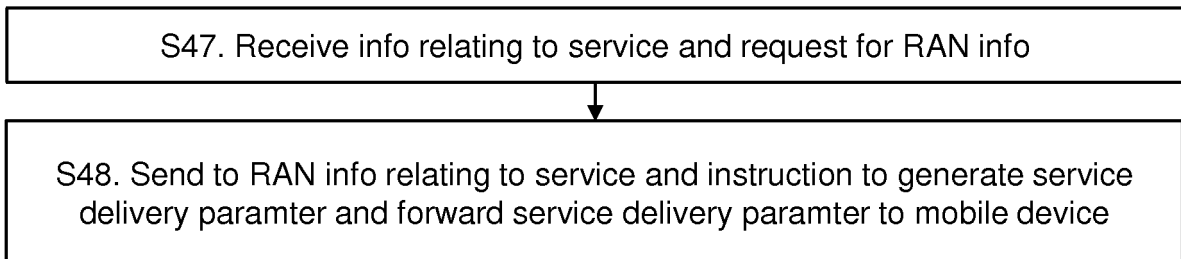 S47. Receive info relating to service and request for RAN info
S48. Send to RAN info relating to service and instruction to generate service
delivery paramter and forward service delivery paramter to mobile device